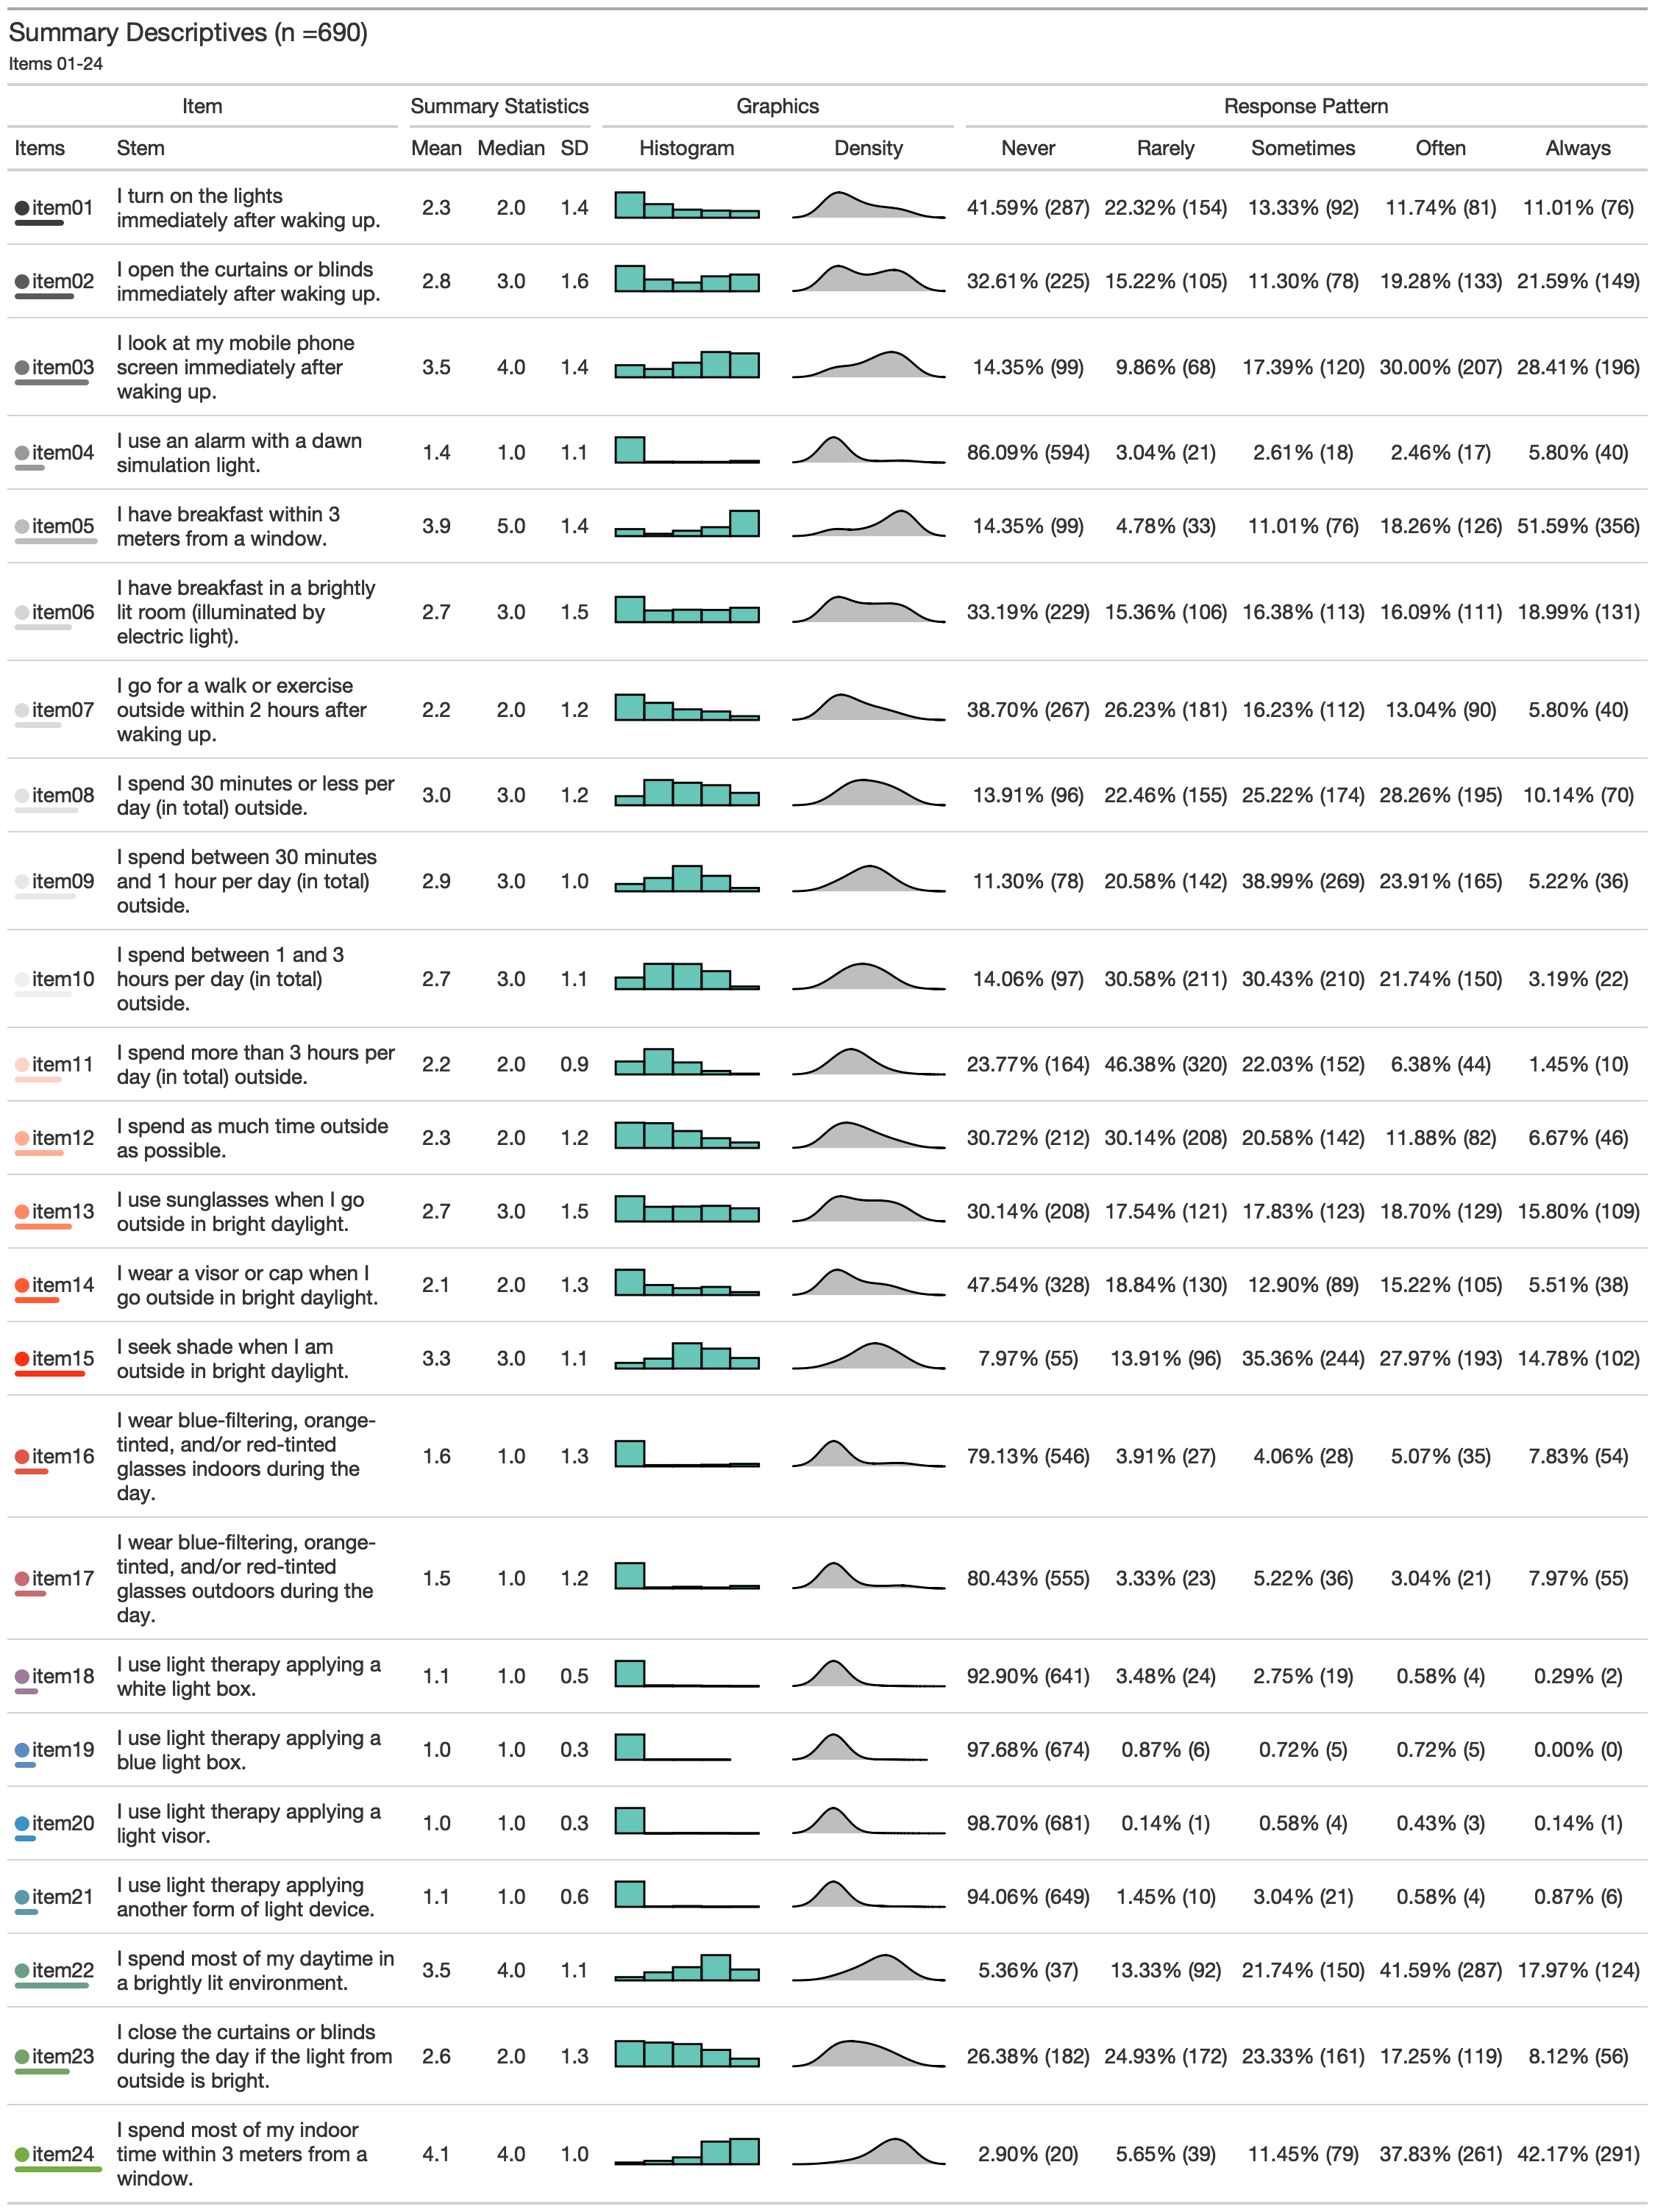 Summary Descriptives (n =690)
Items 01-24
Item Summary Statistics Graphics Response Pattern
Items Stem Mean Median SD Histogram Density Never Rarely Sometimes Often Always
I turn on the lights
item01 2.3 2.0 1.4 41.59% (287) 22.32% (154) 13.33% (92) 11.74% (81) 11.01% (76)
immediately after waking up.
I open the curtains or blinds
item02 2.8 3.0 1.6 32.61% (225) 15.22% (105) 11.30% (78) 19.28% (133) 21.59% (149)
immediately after waking up.
I look at my mobile phone
item03 screen immediately after 3.5 4.0 1.4 14.35% (99) 9.86% (68) 17.39% (120) 30.00% (207) 28.41% (196)
waking up.
I use an alarm with a dawn
item04 1.4 1.0 1.1 86.09% (594) 3.04% (21) 2.61% (18) 2.46% (17) 5.80% (40)
simulation light.
I have breakfast within 3
item05 3.9 5.0 1.4 14.35% (99) 4.78% (33) 11.01% (76) 18.26% (126) 51.59% (356)
meters from a window.
I have breakfast in a brightly
item06 lit room (illuminated by 2.7 3.0 1.5 33.19% (229) 15.36% (106) 16.38% (113) 16.09% (111) 18.99% (131)
electric light).
I go for a walk or exercise
item07 outside within 2 hours after 2.2 2.0 1.2 38.70% (267) 26.23% (181) 16.23% (112) 13.04% (90) 5.80% (40)
waking up.
I spend 30 minutes or less per
item08 3.0 3.0 1.2 13.91% (96) 22.46% (155) 25.22% (174) 28.26% (195) 10.14% (70)
day (in total) outside.
I spend between 30 minutes
item09 and 1 hour per day (in total) 2.9 3.0 1.0 11.30% (78) 20.58% (142) 38.99% (269) 23.91% (165) 5.22% (36)
outside.
I spend between 1 and 3
item10 hours per day (in total) 2.7 3.0 1.1 14.06% (97) 30.58% (211) 30.43% (210) 21.74% (150) 3.19% (22)
outside.
I spend more than 3 hours per
item11 2.2 2.0 0.9 23.77% (164) 46.38% (320) 22.03% (152) 6.38% (44) 1.45% (10)
day (in total) outside.
I spend as much time outside
item12 2.3 2.0 1.2 30.72% (212) 30.14% (208) 20.58% (142) 11.88% (82) 6.67% (46)
as possible.
I use sunglasses when I go
item13 2.7 3.0 1.5 30.14% (208) 17.54% (121) 17.83% (123) 18.70% (129) 15.80% (109)
outside in bright daylight.
I wear a visor or cap when I
item14 2.1 2.0 1.3 47.54% (328) 18.84% (130) 12.90% (89) 15.22% (105) 5.51% (38)
go outside in bright daylight.
I seek shade when I am
item15 3.3 3.0 1.1 7.97% (55) 13.91% (96) 35.36% (244) 27.97% (193) 14.78% (102)
outside in bright daylight.
I wear blue-filtering, orange-
tinted, and/or red-tinted
item16 1.6 1.0 1.3 79.13% (546) 3.91% (27) 4.06% (28) 5.07% (35) 7.83% (54)
glasses indoors during the
day.
I wear blue-filtering, orange-
tinted, and/or red-tinted
item17 1.5 1.0 1.2 80.43% (555) 3.33% (23) 5.22% (36) 3.04% (21) 7.97% (55)
glasses outdoors during the
day.
I use light therapy applying a
item18 1.1 1.0 0.5 92.90% (641) 3.48% (24) 2.75% (19) 0.58% (4) 0.29% (2)
white light box.
I use light therapy applying a
item19 1.0 1.0 0.3 97.68% (674) 0.87% (6) 0.72% (5) 0.72% (5) 0.00% (0)
blue light box.
I use light therapy applying a
item20 1.0 1.0 0.3 98.70% (681) 0.14% (1) 0.58% (4) 0.43% (3) 0.14% (1)
light visor.
I use light therapy applying
item21 1.1 1.0 0.6 94.06% (649) 1.45% (10) 3.04% (21) 0.58% (4) 0.87% (6)
another form of light device.
I spend most of my daytime in
item22 3.5 4.0 1.1 5.36% (37) 13.33% (92) 21.74% (150) 41.59% (287) 17.97% (124)
a brightly lit environment.
I close the curtains or blinds
item23 during the day if the light from 2.6 2.0 1.3 26.38% (182) 24.93% (172) 23.33% (161) 17.25% (119) 8.12% (56)
outside is bright.
I spend most of my indoor
item24 time within 3 meters from a 4.1 4.0 1.0 2.90% (20) 5.65% (39) 11.45% (79) 37.83% (261) 42.17% (291)
window.